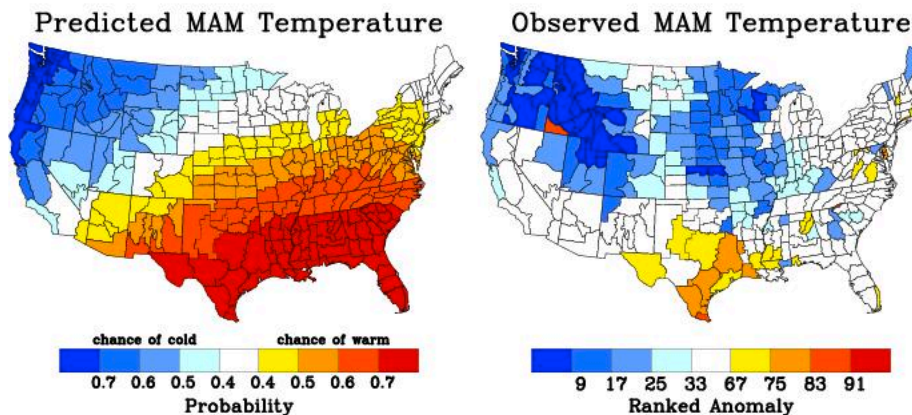 Predicted MAM Temperature
chance of cold chance of warm
0.7 0.6 0.5 0.4 0.4 0.5 0.6 0.7
Probability
Observed MAM Temperature
9 17 25 33 67 75 83 91
Ranked Anomaly